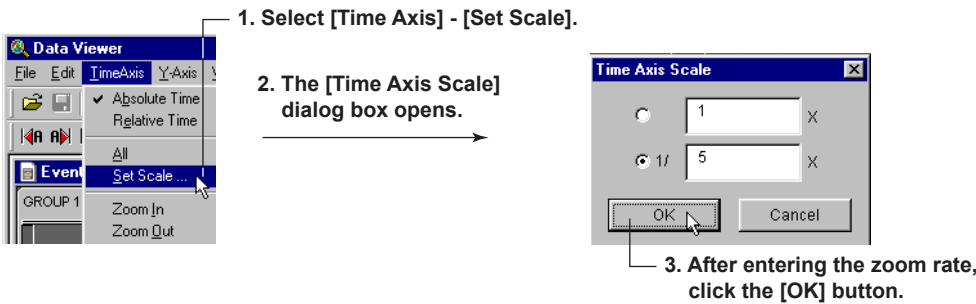 1. Select [Time Axis] - [Set Scale].
Data Viewer
File Edit TimeAxis Y-Axis
Absolute Time
Relative Time
All
Set Scale ...
Zoom In
Zoom Out
Event
GROUP 1
2. The [Time Axis Scale]
dialog box opens.
Time Axis Scale
1 X
1/ 5 X
OK Cancel
3. After entering the zoom rate,
click the [OK] button.